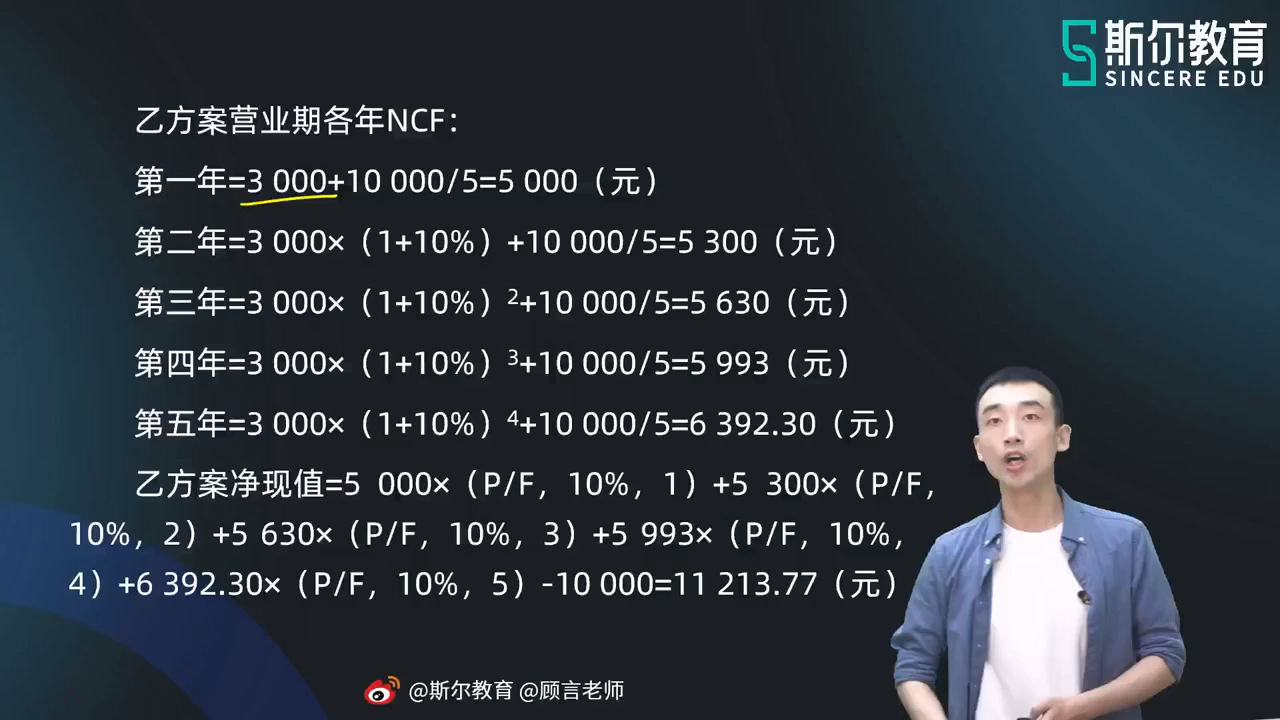 斯尔教育
SINCERE EDU
乙方案营业期各年NCF：
第一年=3 000+10 000/5=5 000（元）
第二年=3 000×（1+10%）+10 000/5=5 300（元）
第三年=3 000×（1+10%）²+10 000/5=5 630（元）
第四年=3 000×（1+10%）³+10 000/5=5 993（元）
第五年=3 000×（1+10%）⁴+10 000/5=6 392.30（元）
乙方案净现值=5 000×（P/F，10%，1）+5 300×（P/F，
10%，2）+5 630×（P/F，10%，3）+5 993×（P/F，10%，
4）+6 392.30×（P/F，10%，5）-10 000=11 213.77（元）
@斯尔教育 @顾言老师